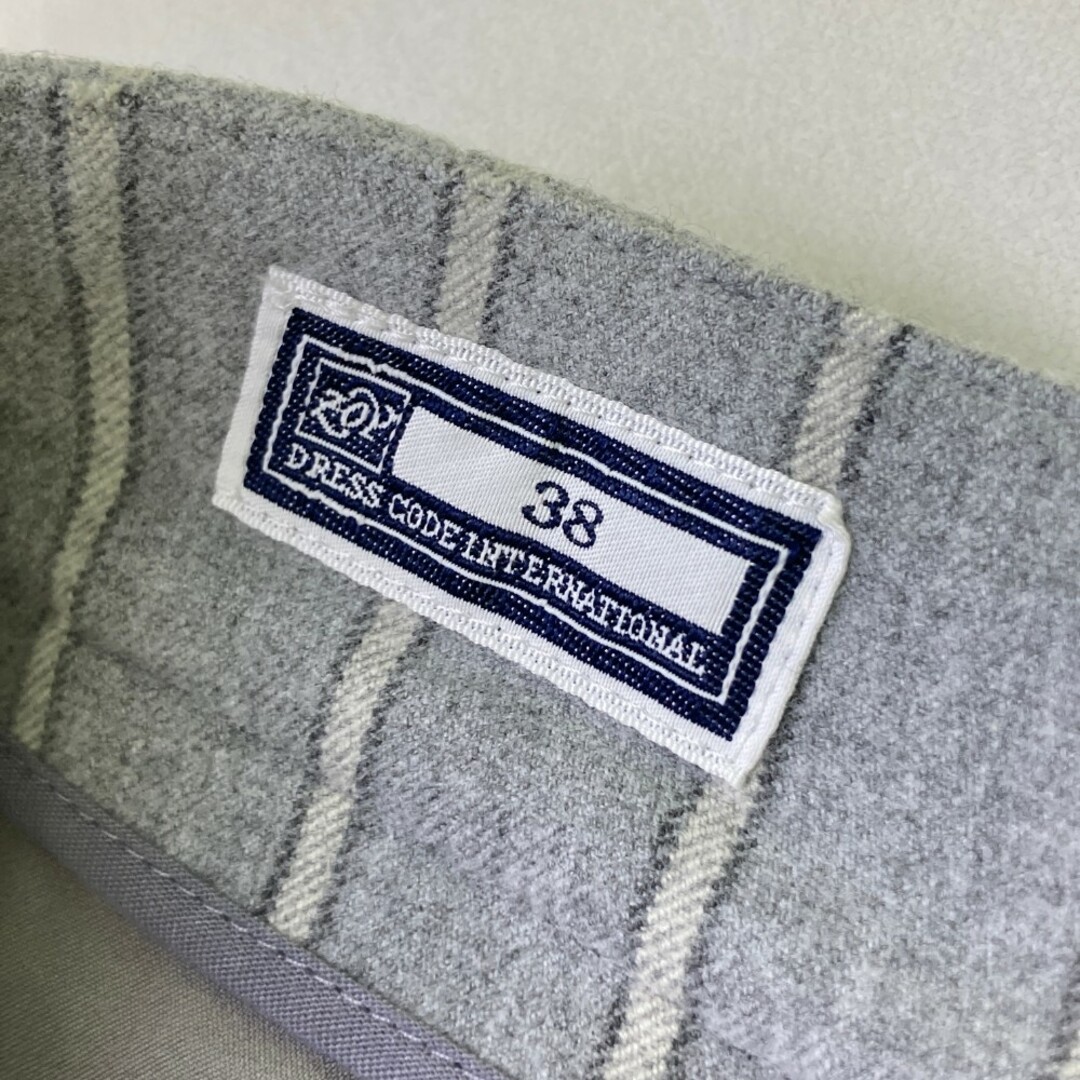 ZOY
38
DRESS CODE INTERNATIONAL